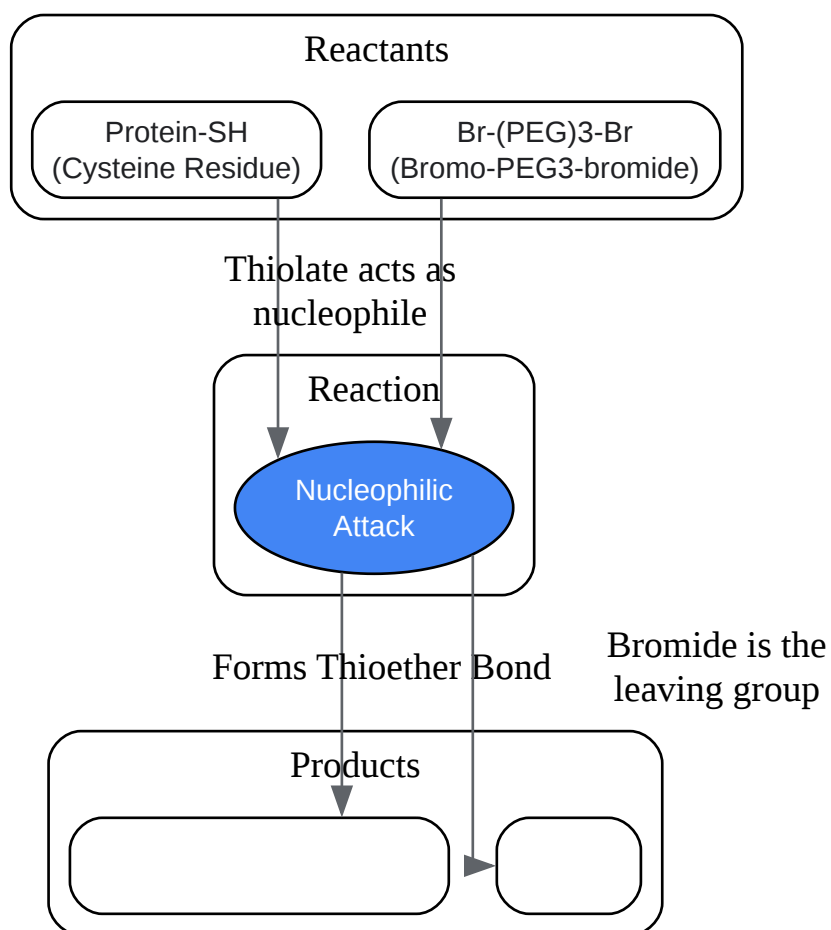 Reactants
Protein-SH
(Cysteine Residue)
Br-(PEG)3-Br
(Bromo-PEG3-bromide)
Thiolate acts as
nucleophile
Reaction
Nucleophilic
Attack
Forms Thioether Bond
Bromide is the
leaving group
Products